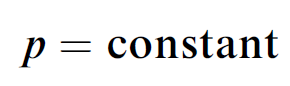 p = constant